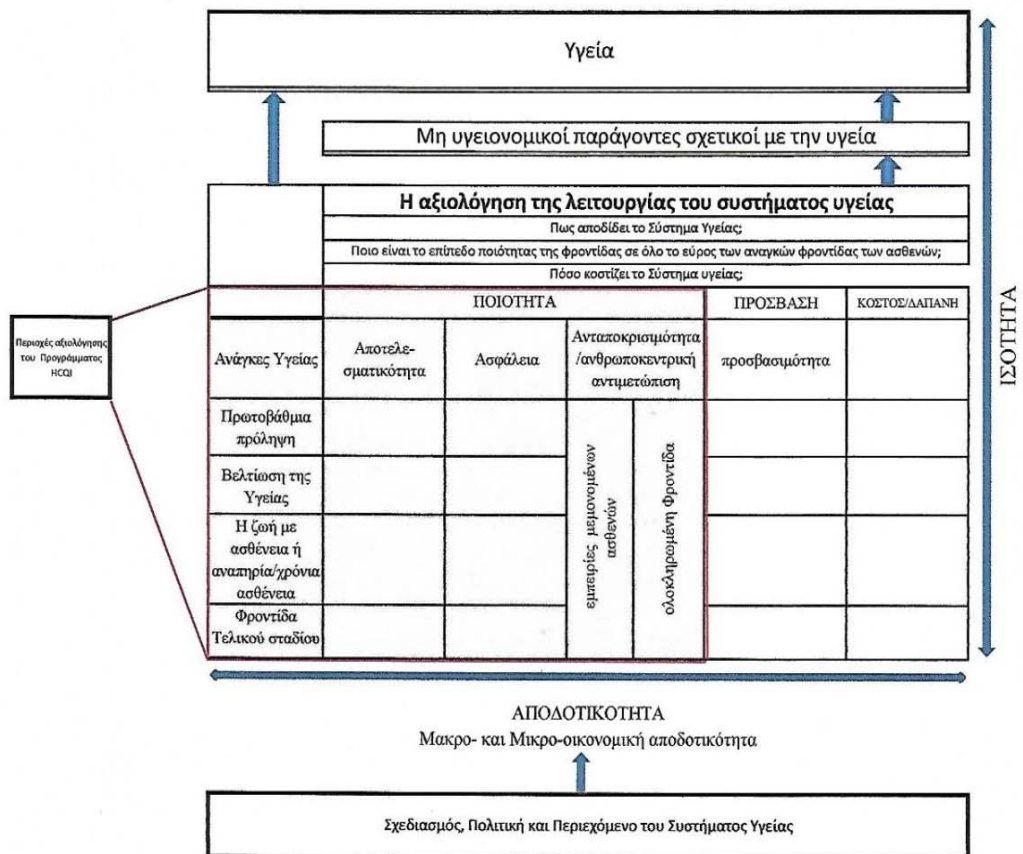 Υγεία
Μη υγειονομικοί παράγοντες σχετικοί με την υγεία
Η αξιολόγηση της λειτουργίας του συστήματος υγείας
Πως αποδίδει το Σύστημα Υγείας;
Ποιο είναι το επίπεδο ποιότητας της φροντίδας σε όλο το εύρος των αναγκών φροντίδας των ασθενών;
Πόσο κοστίζει το Σύστημα υγείας;
Περιοχές αξιολόγησης
του Προγράμματος
HCQI
ΠΟΙΟΤΗΤΑ
ΠΡΟΣΒΑΣΗ
ΚΟΣΤΟΣ/ΔΑΠΑΝΗ
Ανάγκες Υγείας
Αποτελε-
σματικότητα
Ασφάλεια
Ανταποκρισιμότητα
/ανθρωποκεντρική
αντιμετώπιση
προσβασιμότητα
Πρωτοβάθμια
πρόληψη
Βελτίωση της
Υγείας
Η ζωή με
ασθένεια ή
αναπηρία/χρόνια
ασθένεια
Φροντίδα
Τελικού σταδίου
εμπειρίες μεμονομένων
ασθενών
ολοκληρωμένη Φροντίδα
ΙΣΟΤΗΤΑ
ΑΠΟΔΟΤΙΚΟΤΗΤΑ
Μακρο- και Μικρο-οικονομική αποδοτικότητα
Σχεδιασμός, Πολιτική και Περιεχόμενο του Συστήματος Υγείας